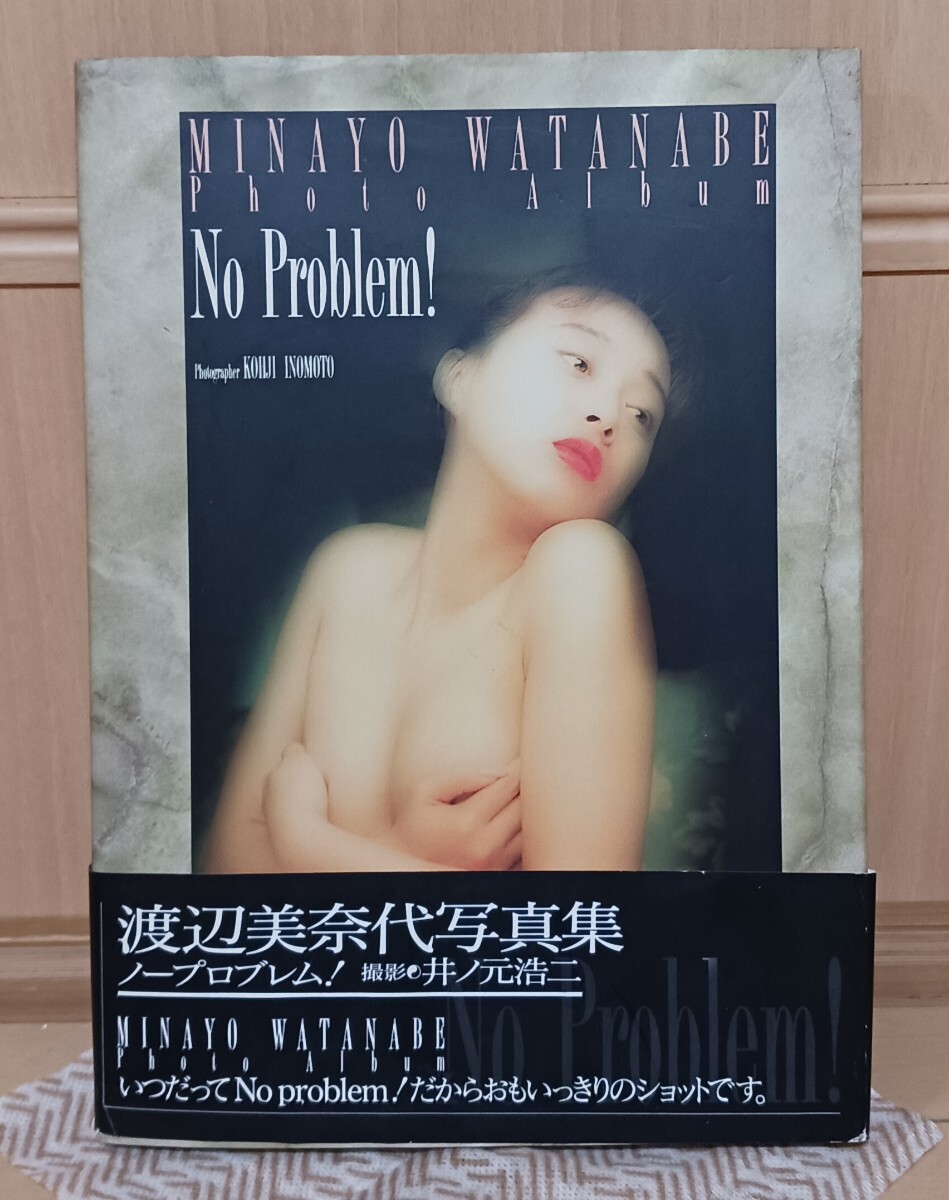 MINAYO WATANABE
Photo Album
No Problem!
Photographer KOHJI INOMOTO
渡辺美奈代写真集
ノープロブレム! 撮影●井ノ元浩二
No Problem!
MINAYO WATANABE
Photo Album
いつだってNo problem!だからおもいっきりのショットです。